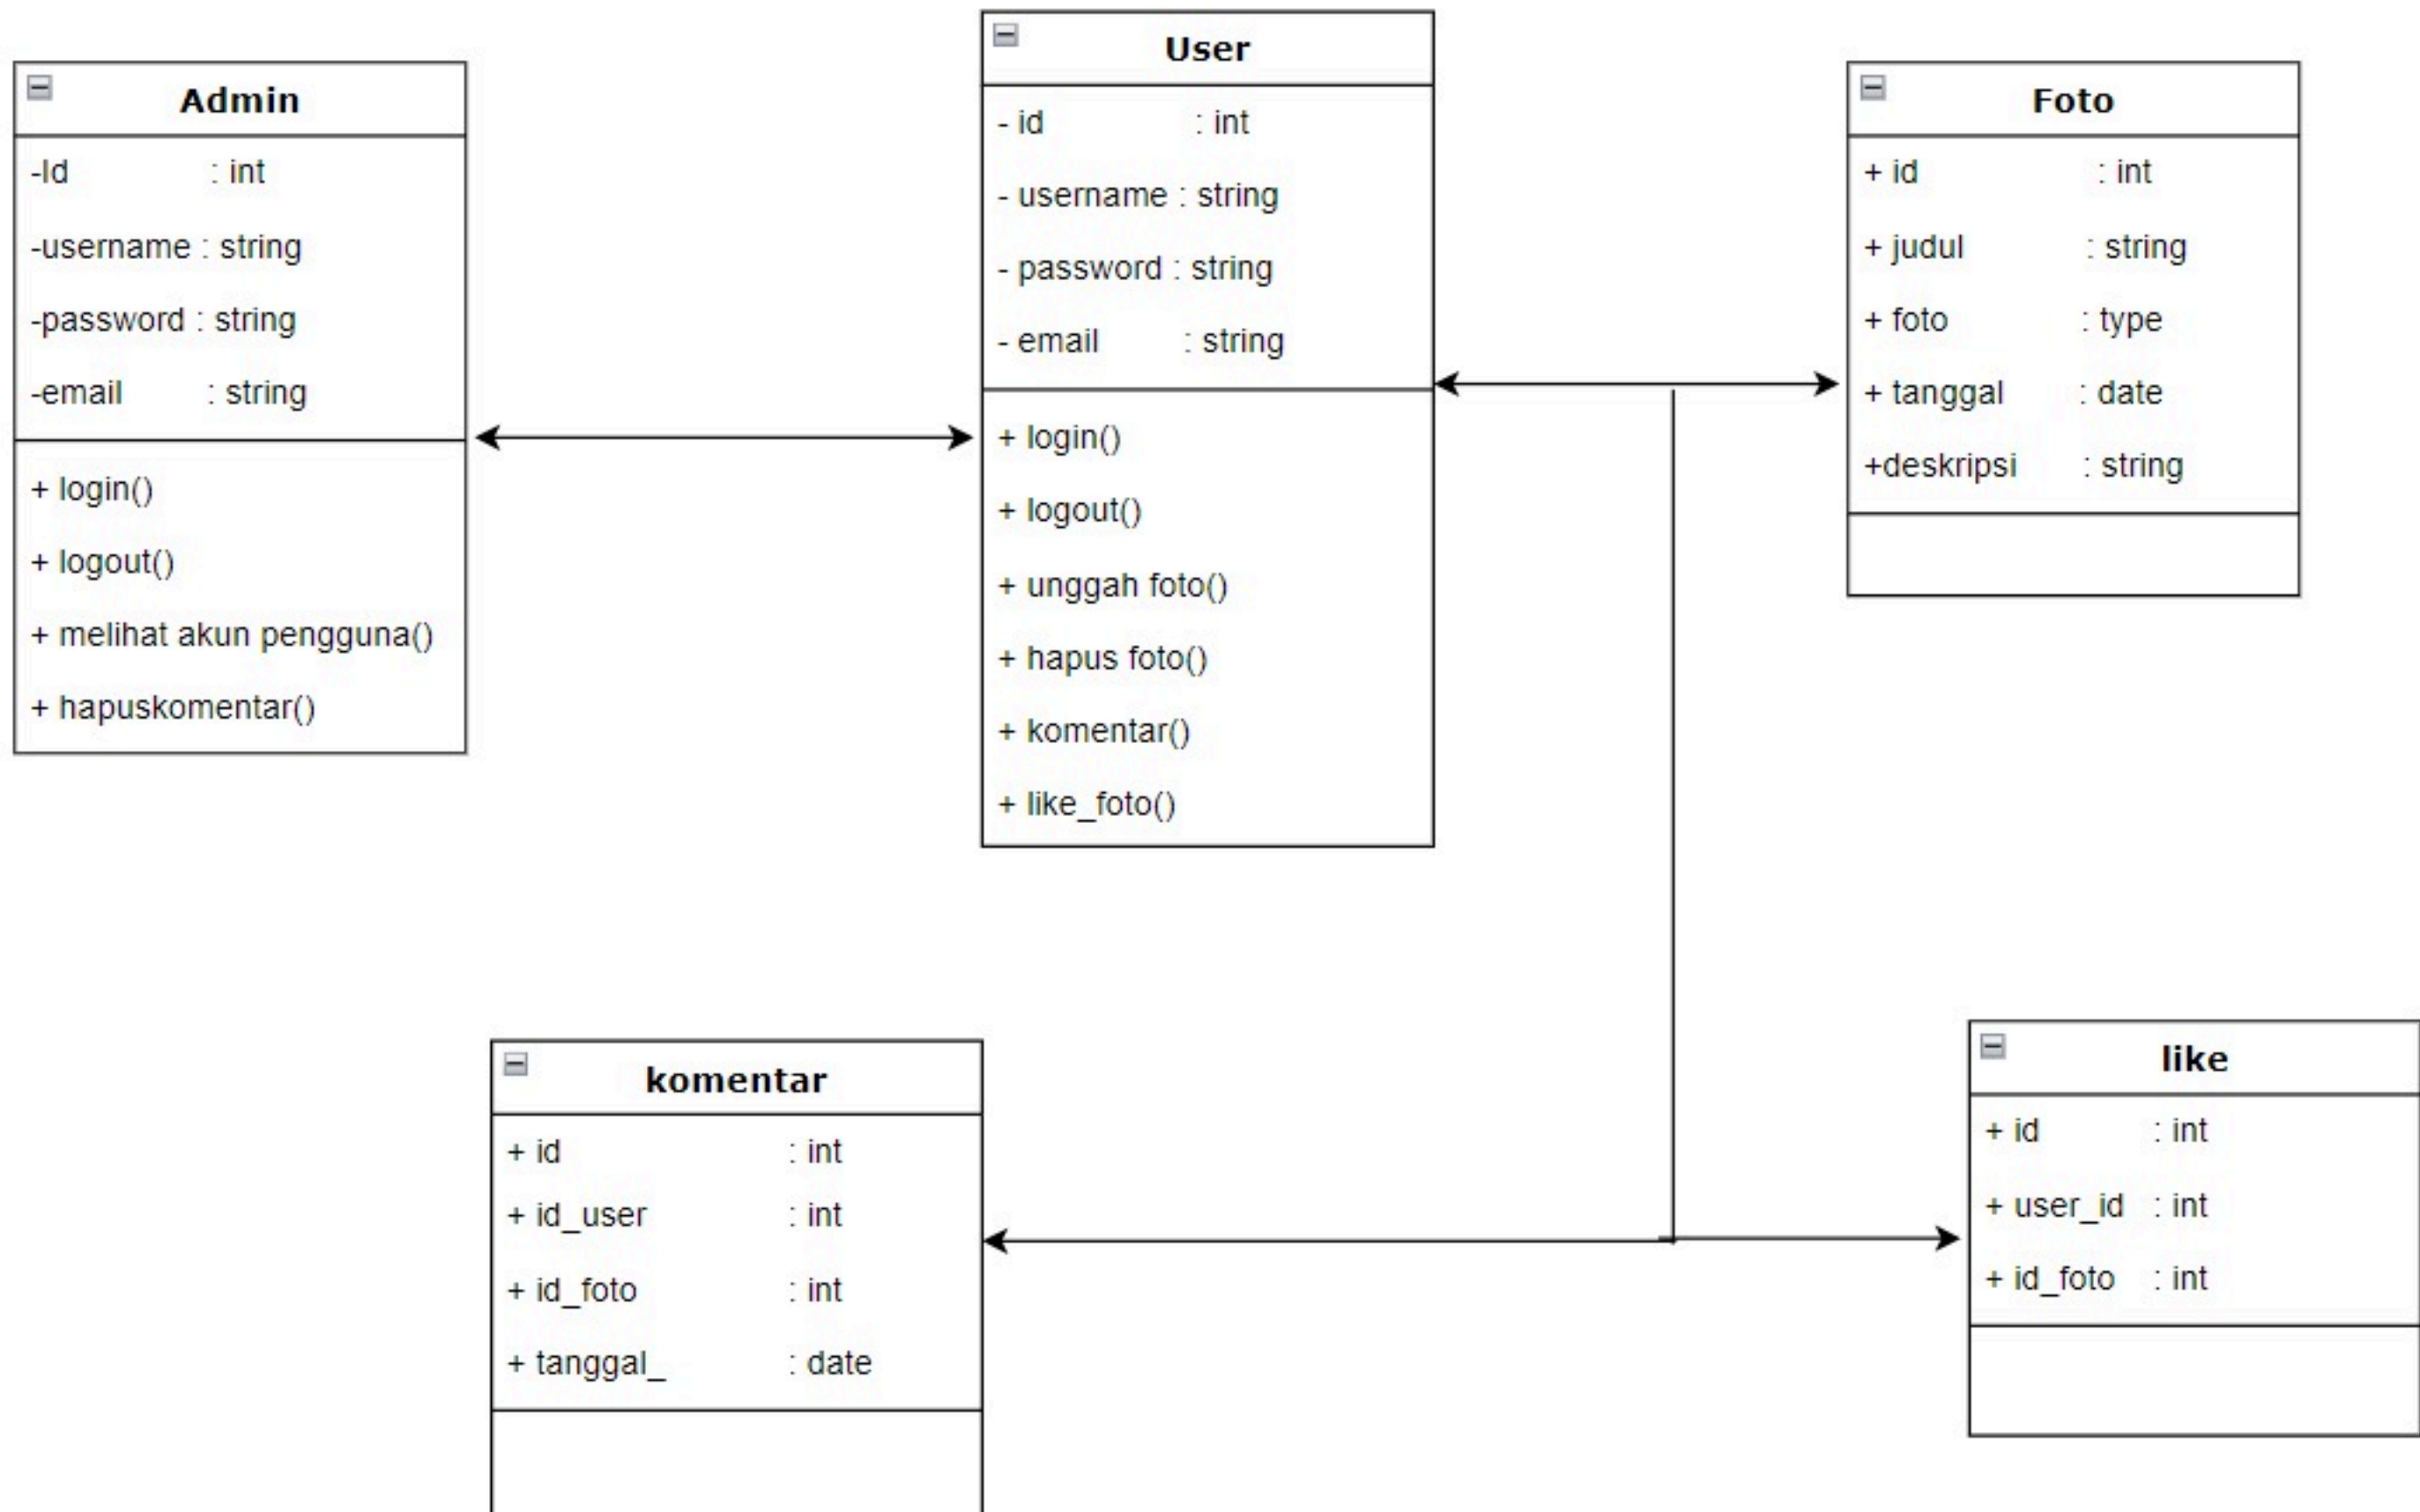 Admin
-Id : int
-username : string
-password : string
-email : string
+ login()
+ logout()
+ melihat akun pengguna()
+ hapuskomentar()
User
- id : int
- username : string
- password : string
- email : string
+ login()
+ logout()
+ unggah foto()
+ hapus foto()
+ komentar()
+ like_foto()
Foto
+ id : int
+ judul : string
+ foto : type
+ tanggal : date
+deskripsi : string
komentar
+ id : int
+ id_user : int
+ id_foto : int
+ tanggal_ : date
like
+ id : int
+ user_id : int
+ id_foto : int